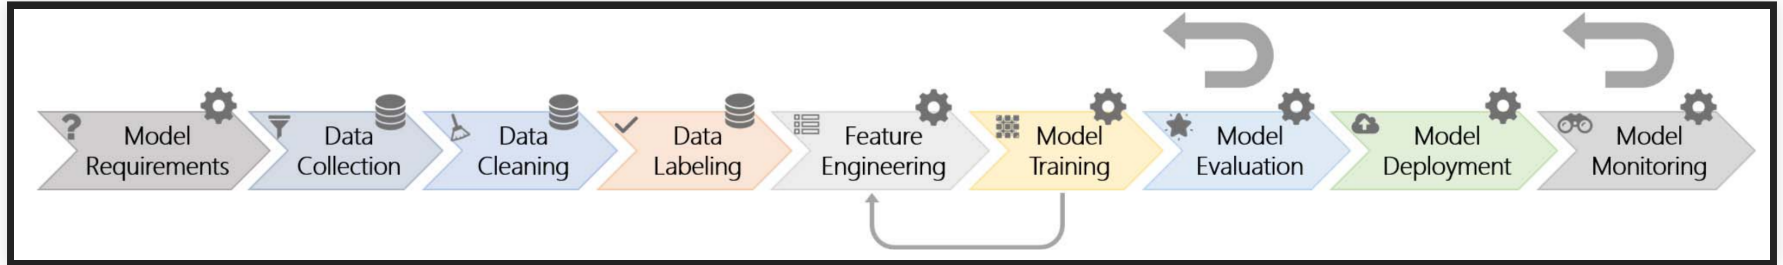 Model
Requirements
Data
Collection
Data
Cleaning
Data
Labeling
Feature
Engineering
Model
Training
Model
Evaluation
Model
Deployment
Model
Monitoring